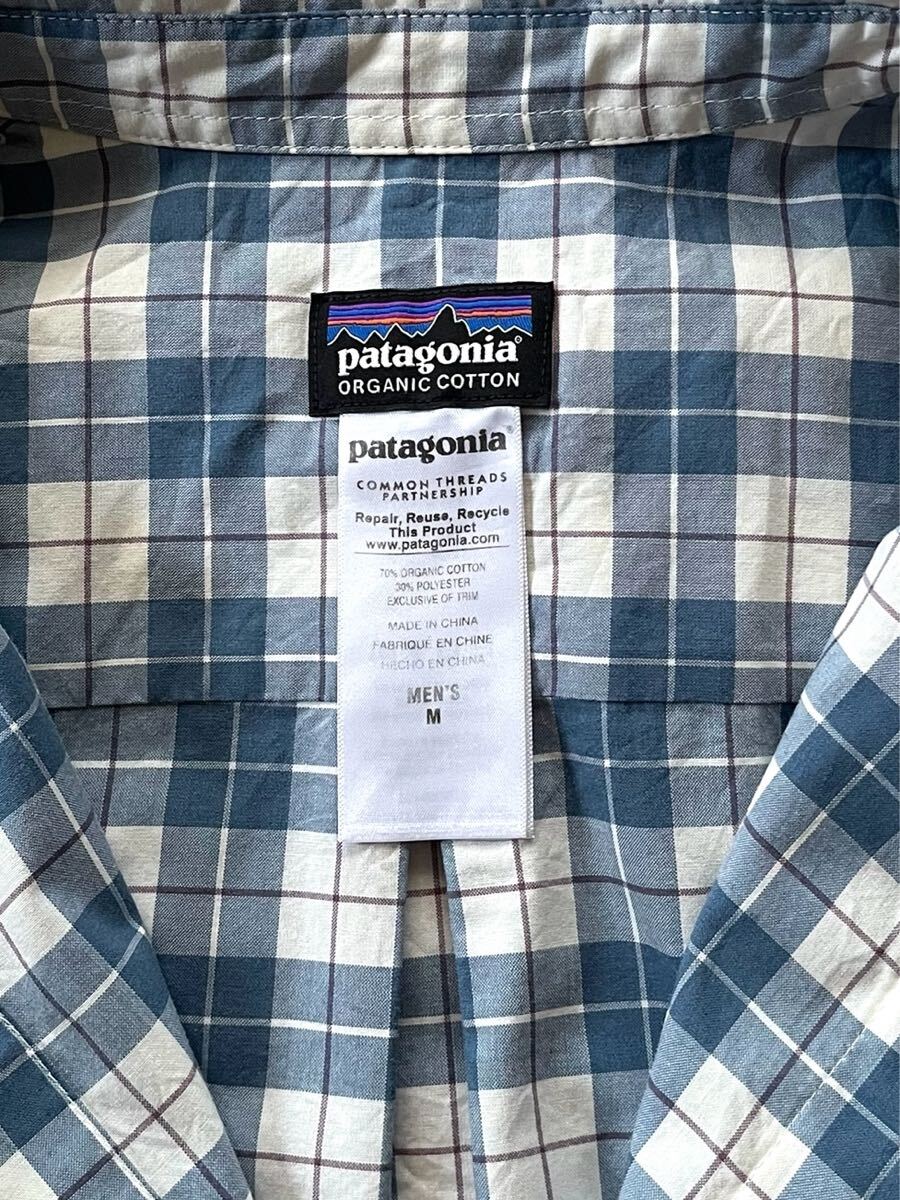 patagonia®
ORGANIC COTTON
patagonia®
COMMON THREADS
PARTNERSHIP
Repair, Reuse, Recycle
This Product
www.patagonia.com
70% ORGANIC COTTON
30% POLYESTER
EXCLUSIVE OF TRIM
MADE IN CHINA
FABRIQUÉ EN CHINE
HECHO EN CHINA
MEN'S
M